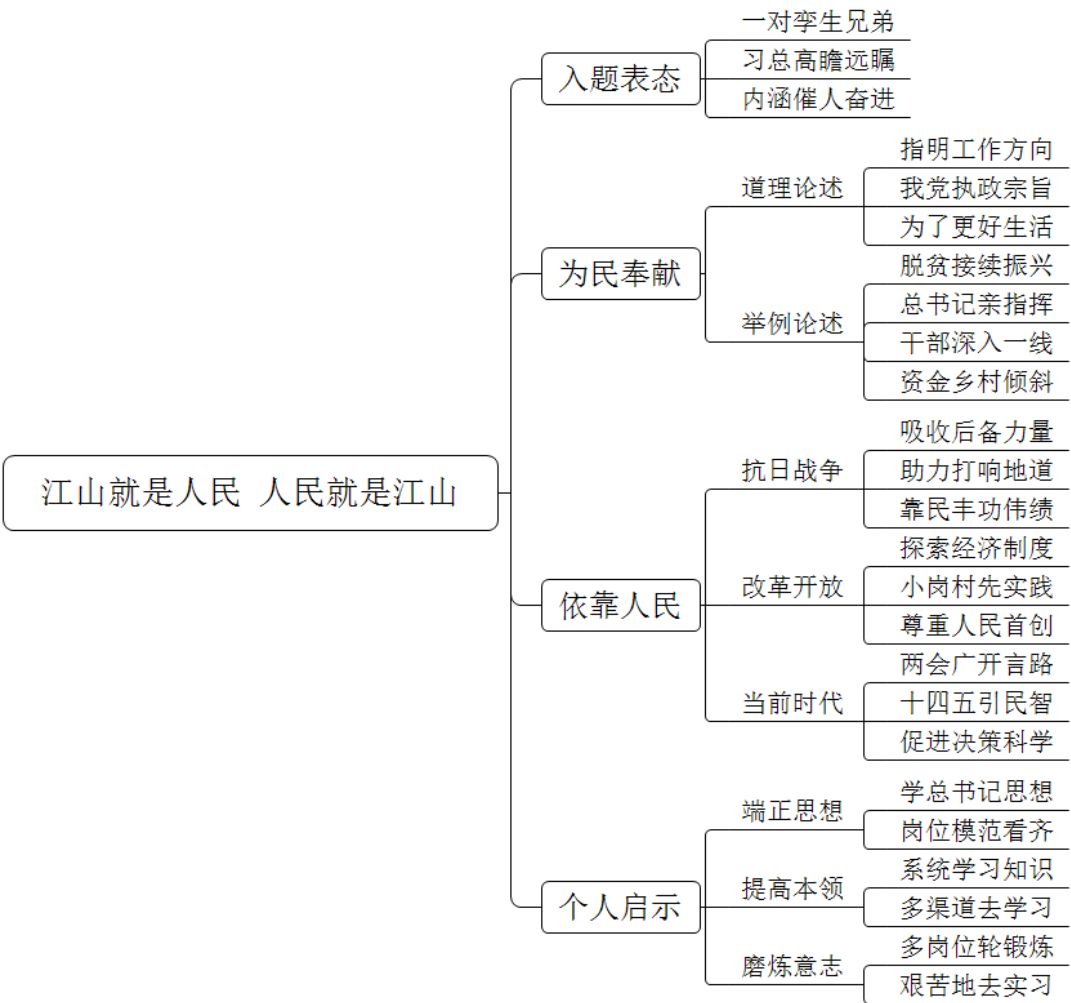 江山就是人民 人民就是江山
入题表态
一对孪生兄弟
习总高瞻远瞩
内涵催人奋进
为民奉献
道理论述
指明工作方向
我党执政宗旨
为了更好生活
举例论述
脱贫接续振兴
总书记亲指挥
干部深入一线
资金乡村倾斜
依靠人民
抗日战争
吸收后备力量
助力打响地道
靠民丰功伟绩
改革开放
探索经济制度
小岗村先实践
尊重人民首创
当前时代
两会广开言路
十四五引民智
促进决策科学
个人启示
端正思想
学总书记思想
岗位模范看齐
提高本领
系统学习知识
多渠道去学习
磨炼意志
多岗位轮锻炼
艰苦地去实习